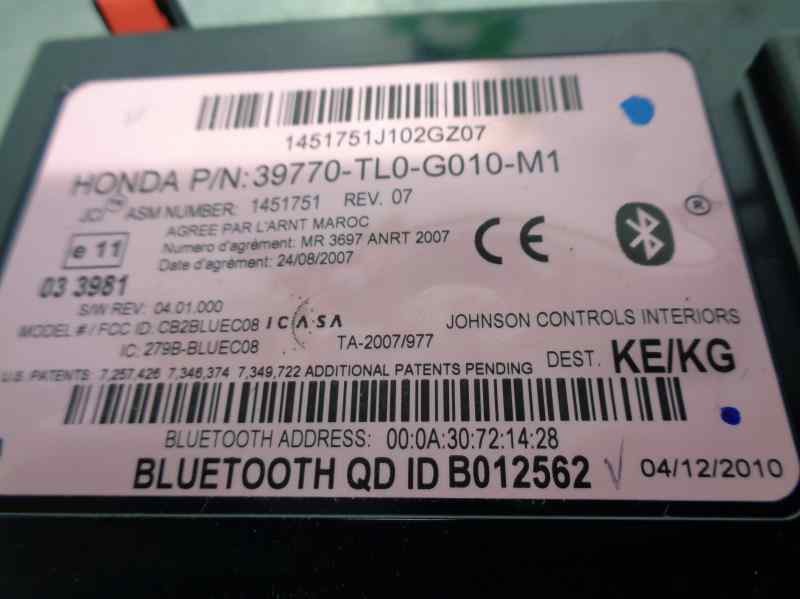 1451751J102GZ07
HONDA P/N: 39770-TL0-G010-M1
JCI™ ASM NUMBER: 1451751 REV. 07
AGREE PAR L'ARNT MAROC
Numero d'agrément: MR 3697 ANRT 2007
Date d'agrément: 24/08/2007
e 11
03 3981
CE
®
S/W REV: 04.01.000
MODEL # / FCC ID: CB2BLUEC08
ICASA
JOHNSON CONTROLS INTERIORS
IC: 279B-BLUEC08
TA-2007/977
DEST. KE/KG
U.S. PATENTS: 7,257,426 7,346,374 7,349,722 ADDITIONAL PATENTS PENDING
BLUETOOTH ADDRESS: 00:0A:30:72:14:28
BLUETOOTH QD ID B012562
04/12/2010